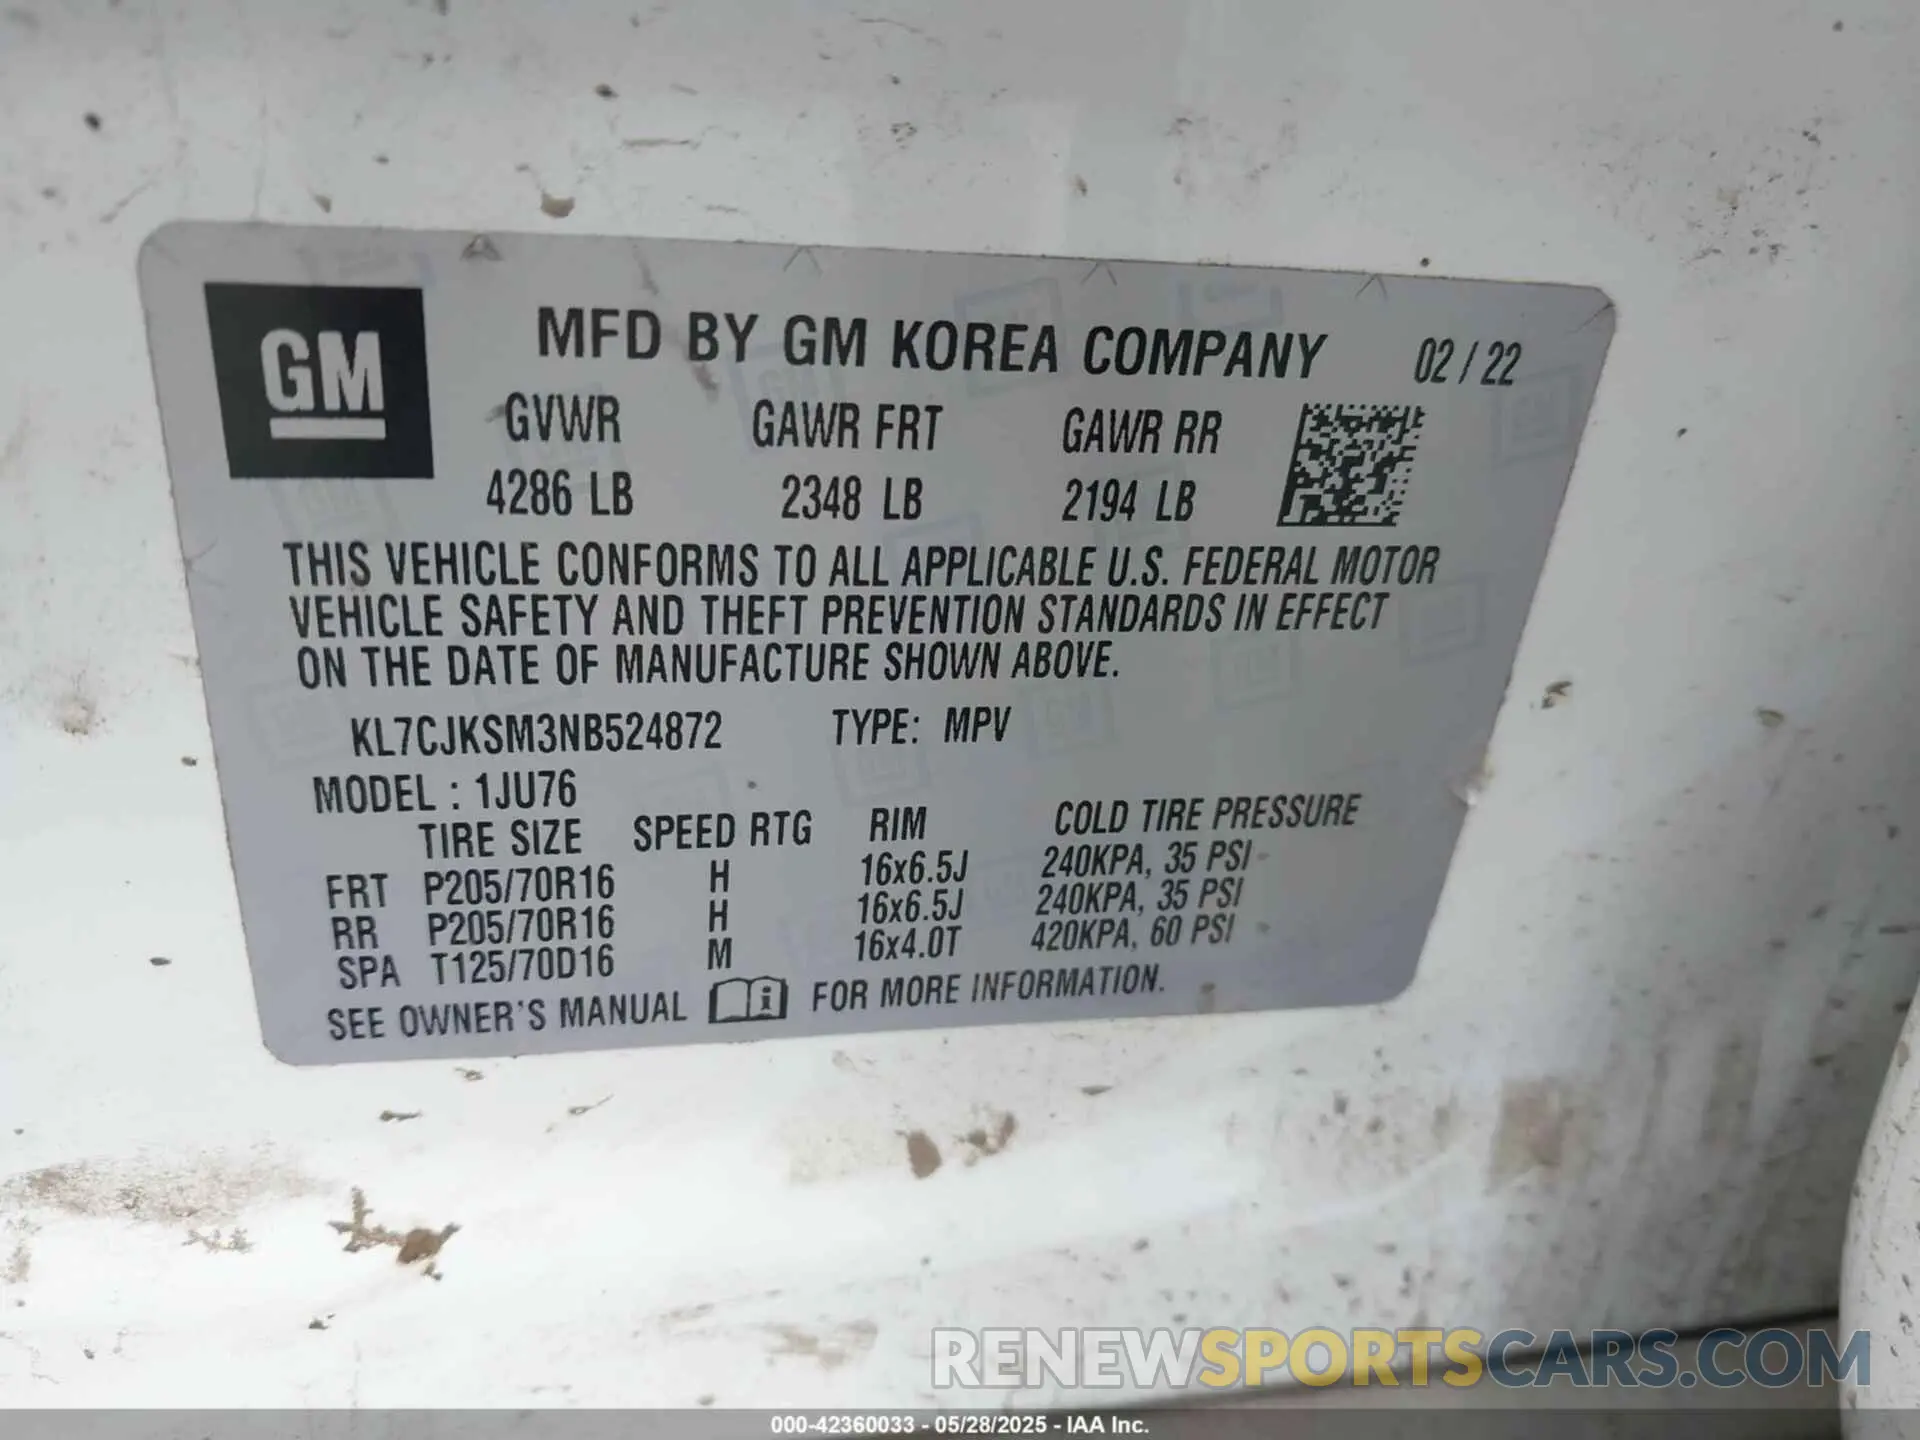 GM
MFD BY GM KOREA COMPANY 02 / 22
GVWR GAWR FRT GAWR RR
4286 LB 2348 LB 2194 LB
THIS VEHICLE CONFORMS TO ALL APPLICABLE U.S. FEDERAL MOTOR
VEHICLE SAFETY AND THEFT PREVENTION STANDARDS IN EFFECT
ON THE DATE OF MANUFACTURE SHOWN ABOVE.
KL7CJKSM3NB524872 TYPE: MPV
MODEL : 1JU76
TIRE SIZE SPEED RTG RIM COLD TIRE PRESSURE
FRT P205/70R16 H 16x6.5J 240KPA, 35 PSI
RR P205/70R16 H 16x6.5J 240KPA, 35 PSI
SPA T125/70D16 M 16x4.0T 420KPA, 60 PSI
SEE OWNER'S MANUAL FOR MORE INFORMATION.
RENEWSPORTSCARS.COM
000-42360033 - 05/28/2025 - IAA Inc.